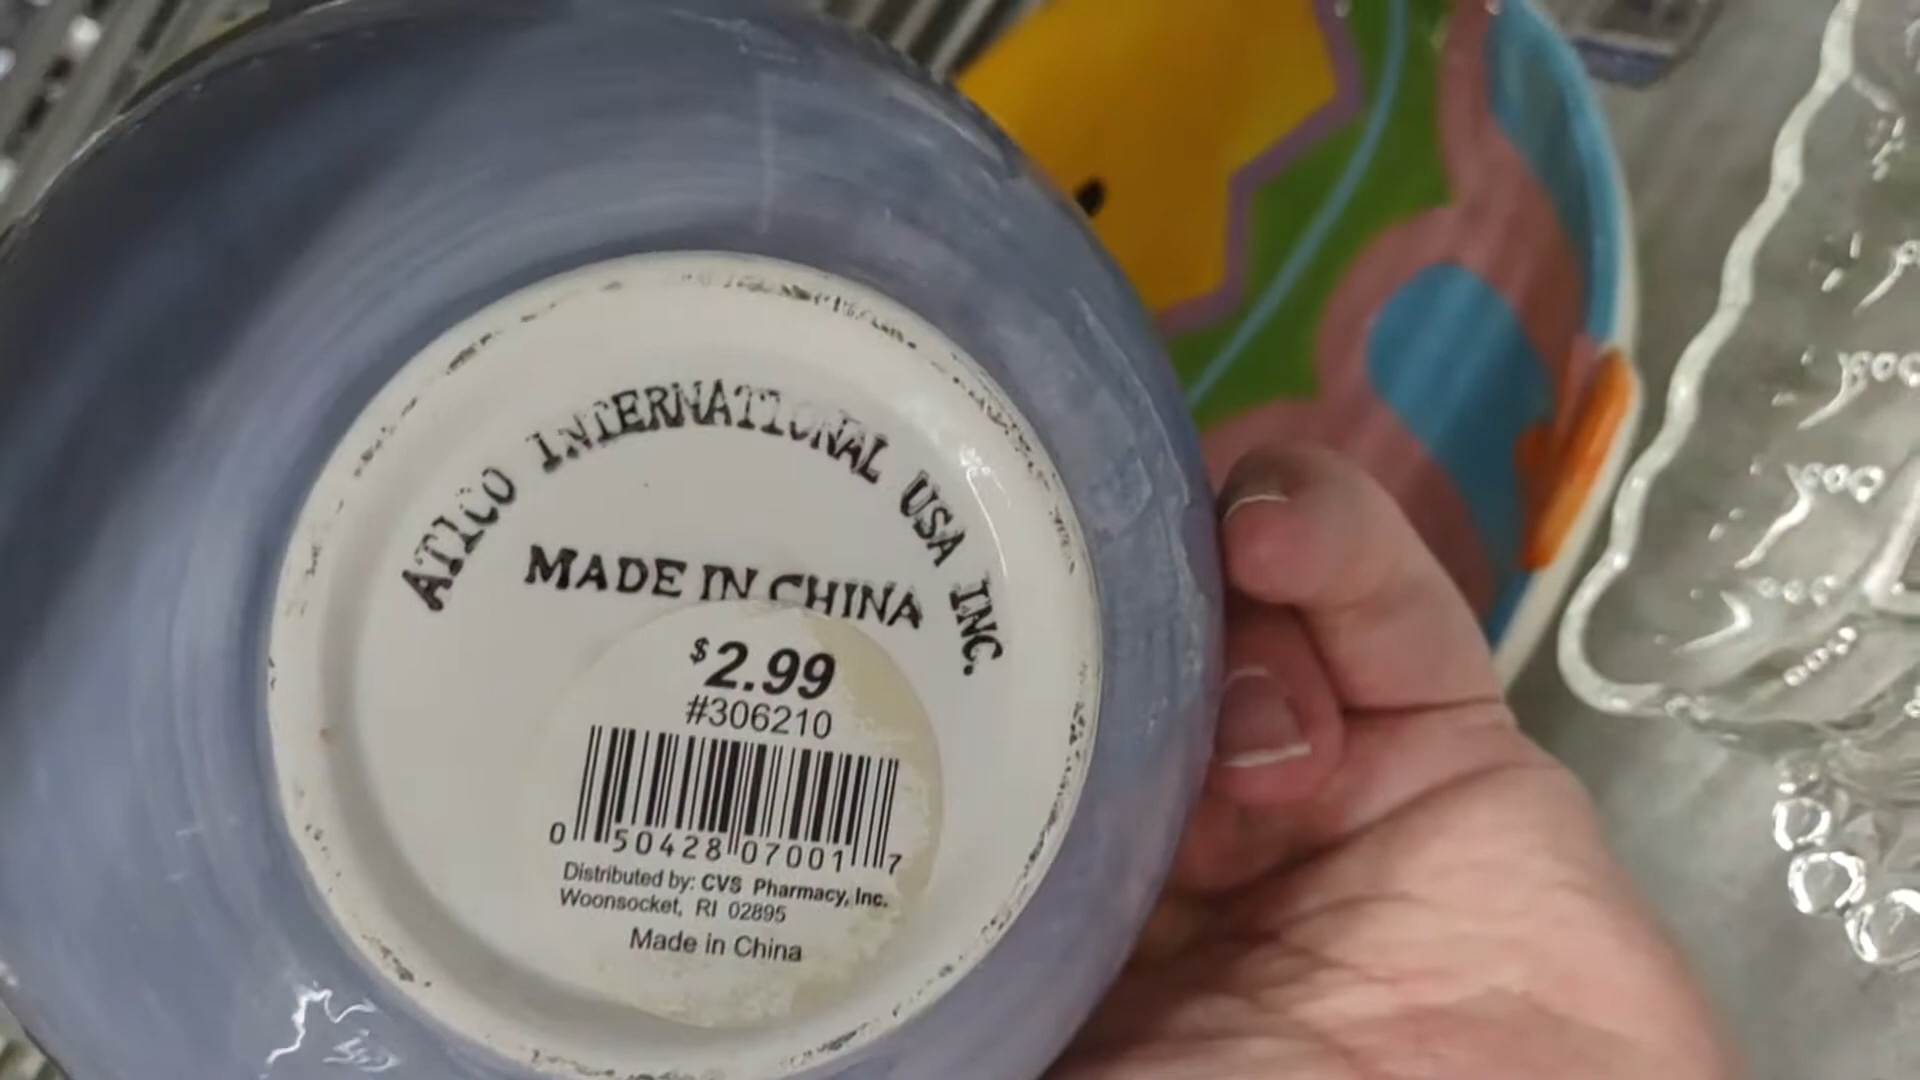 ATICO INTERNATIONAL USA INC.
MADE IN CHINA
$2.99
#306210
0 50428 07001 7
Distributed by: CVS Pharmacy, Inc.
Woonsocket, RI 02895
Made in China